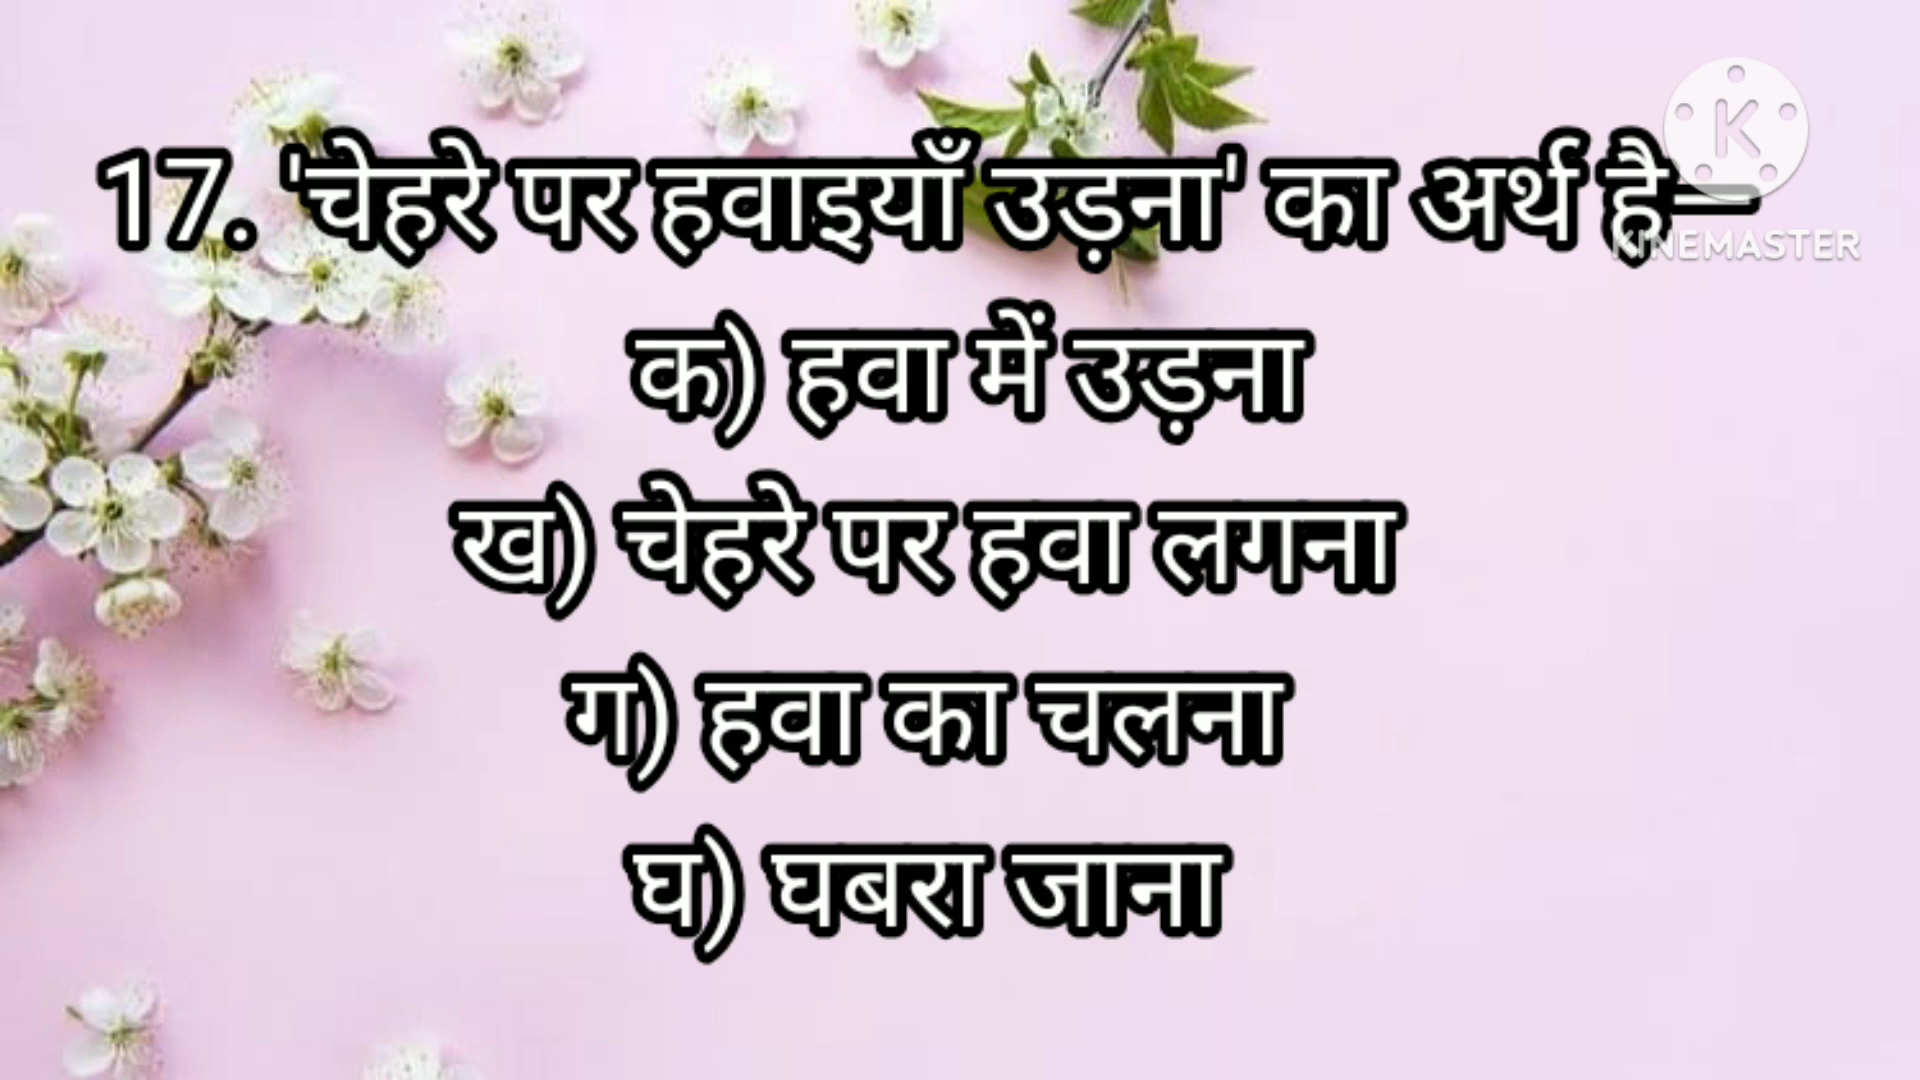 17. 'चेहरे पर हवाइयाँ उड़ना' का अर्थ है—
क) हवा में उड़ना
ख) चेहरे पर हवा लगना
ग) हवा का चलना
घ) घबरा जाना
K
KINEMASTER